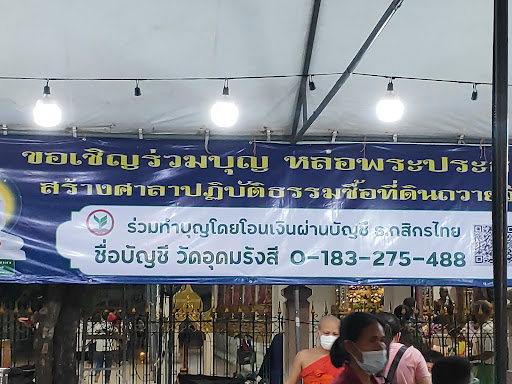 ขอเชิญร่วมบุญ หล่อพระประธ
สร้างศาลาปฏิบัติธรรมซื้อที่ดินถวาย
ร่วมทำบุญโดยโอนเงินผ่านบัญชี ธ.กสิกรไทย
ชื่อบัญชี วัดอุดมรังสี 0-183-275-488